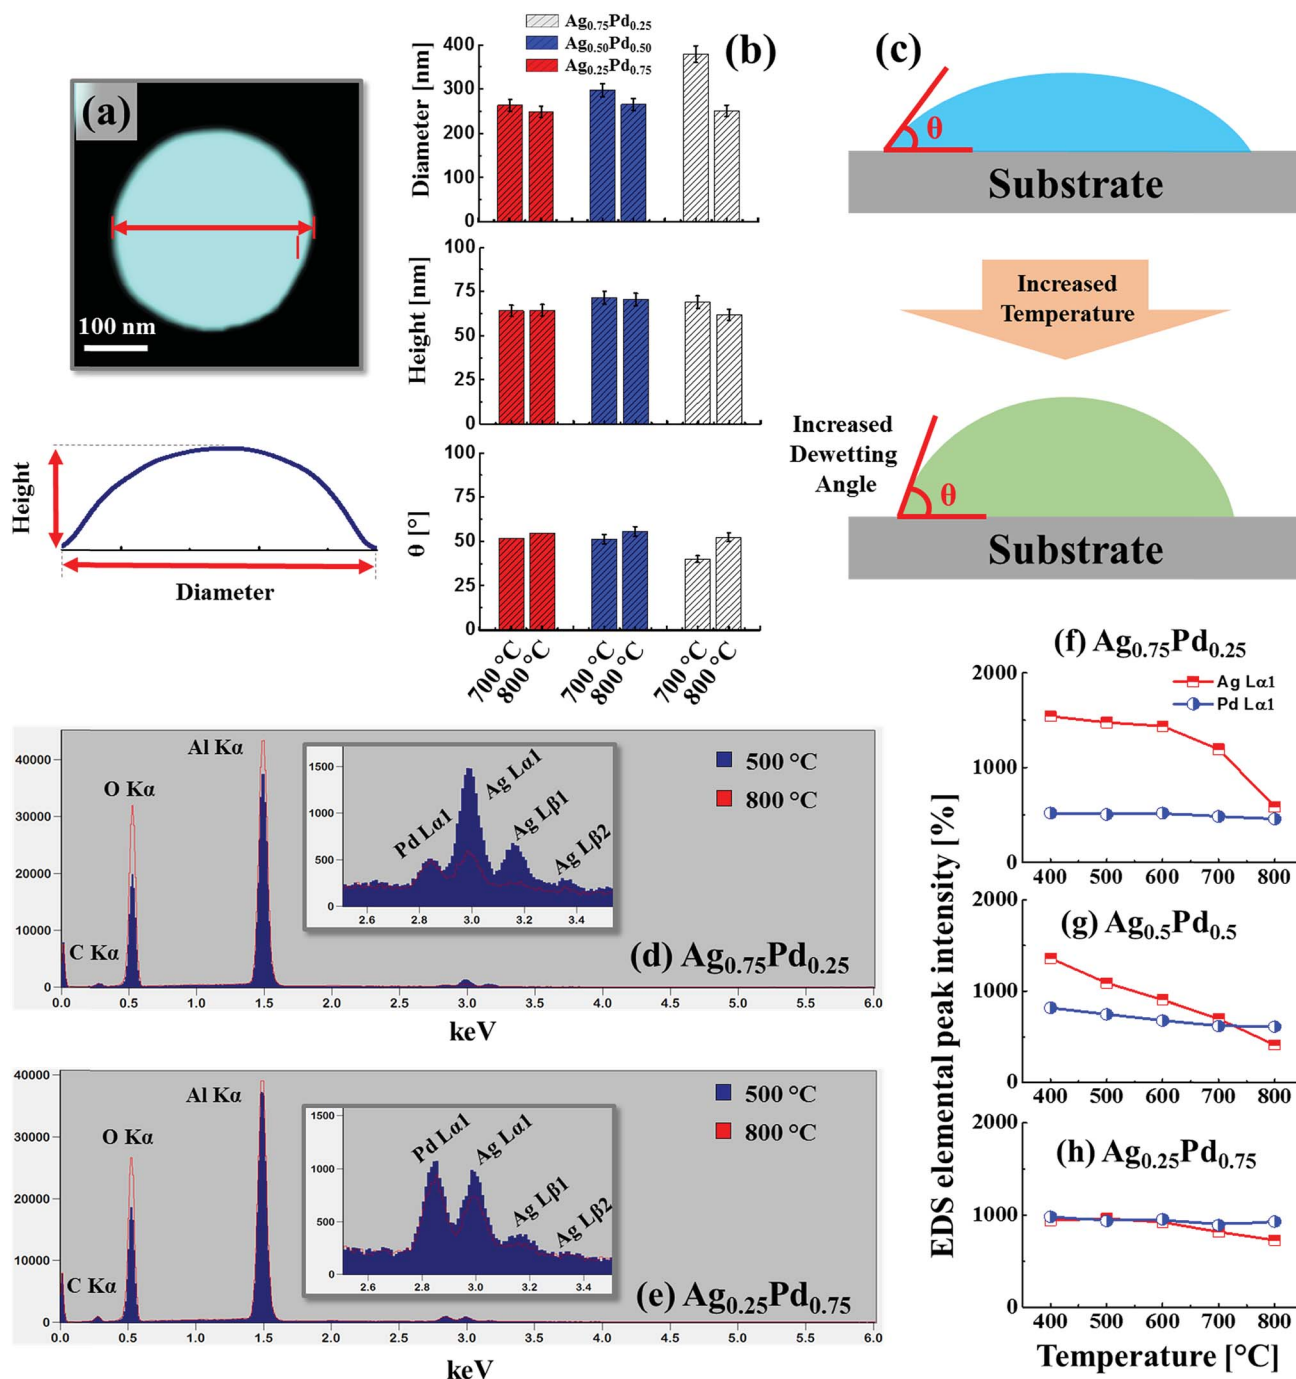 (a)
100 nm
Height
Diameter
(b)
Ag0.75Pd0.25
Ag0.50Pd0.50
Ag0.25Pd0.75
Diameter [nm]
400
300
200
100
0
Height [nm]
100
75
50
25
0
θ [°]
100
75
50
25
0
700 °C
800 °C
700 °C
800 °C
700 °C
800 °C
(c)
θ
Substrate
Increased
Temperature
Increased
Dewetting
Angle
θ
Substrate
40000
30000
20000
10000
0
C Kα
O Kα
Al Kα
1500
1000
500
0
Pd Lα1
Ag Lα1
Ag Lβ1
Ag Lβ2
2.6 2.8 3.0 3.2 3.4
500 °C
800 °C
(d) Ag0.75Pd0.25
0.0 0.5 1.0 1.5 2.0 2.5 3.0 3.5 4.0 4.5 5.0 5.5 6.0
keV
40000
30000
20000
10000
0
C Kα
O Kα
Al Kα
1500
1000
500
0
Pd Lα1
Ag Lα1
Ag Lβ1
Ag Lβ2
2.6 2.8 3.0 3.2 3.4
500 °C
800 °C
(e) Ag0.25Pd0.75
0.0 0.5 1.0 1.5 2.0 2.5 3.0 3.5 4.0 4.5 5.0 5.5 6.0
keV
EDS elemental peak intensity [%]
(f) Ag0.75Pd0.25
Ag Lα1
Pd Lα1
2000
1000
0
400 500 600 700 800
(g) Ag0.5Pd0.5
2000
1000
0
400 500 600 700 800
(h) Ag0.25Pd0.75
2000
1000
0
400 500 600 700 800
Temperature [°C]